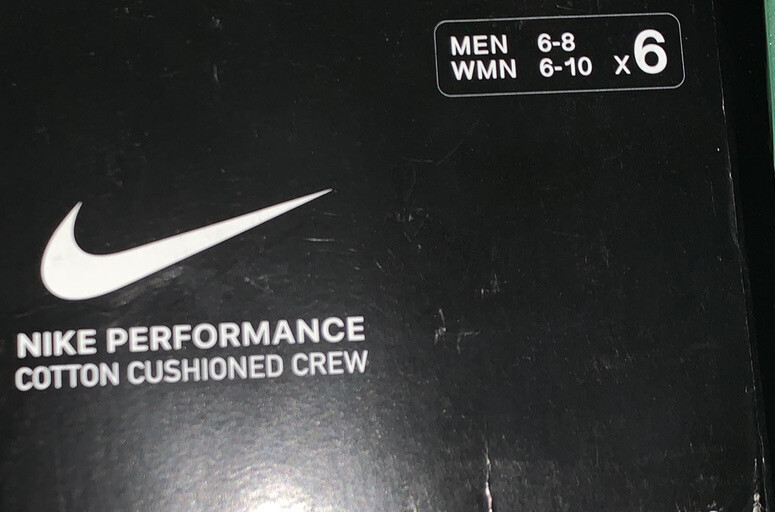 MEN 6-8
WMN 6-10 x6
NIKE PERFORMANCE
COTTON CUSHIONED CREW